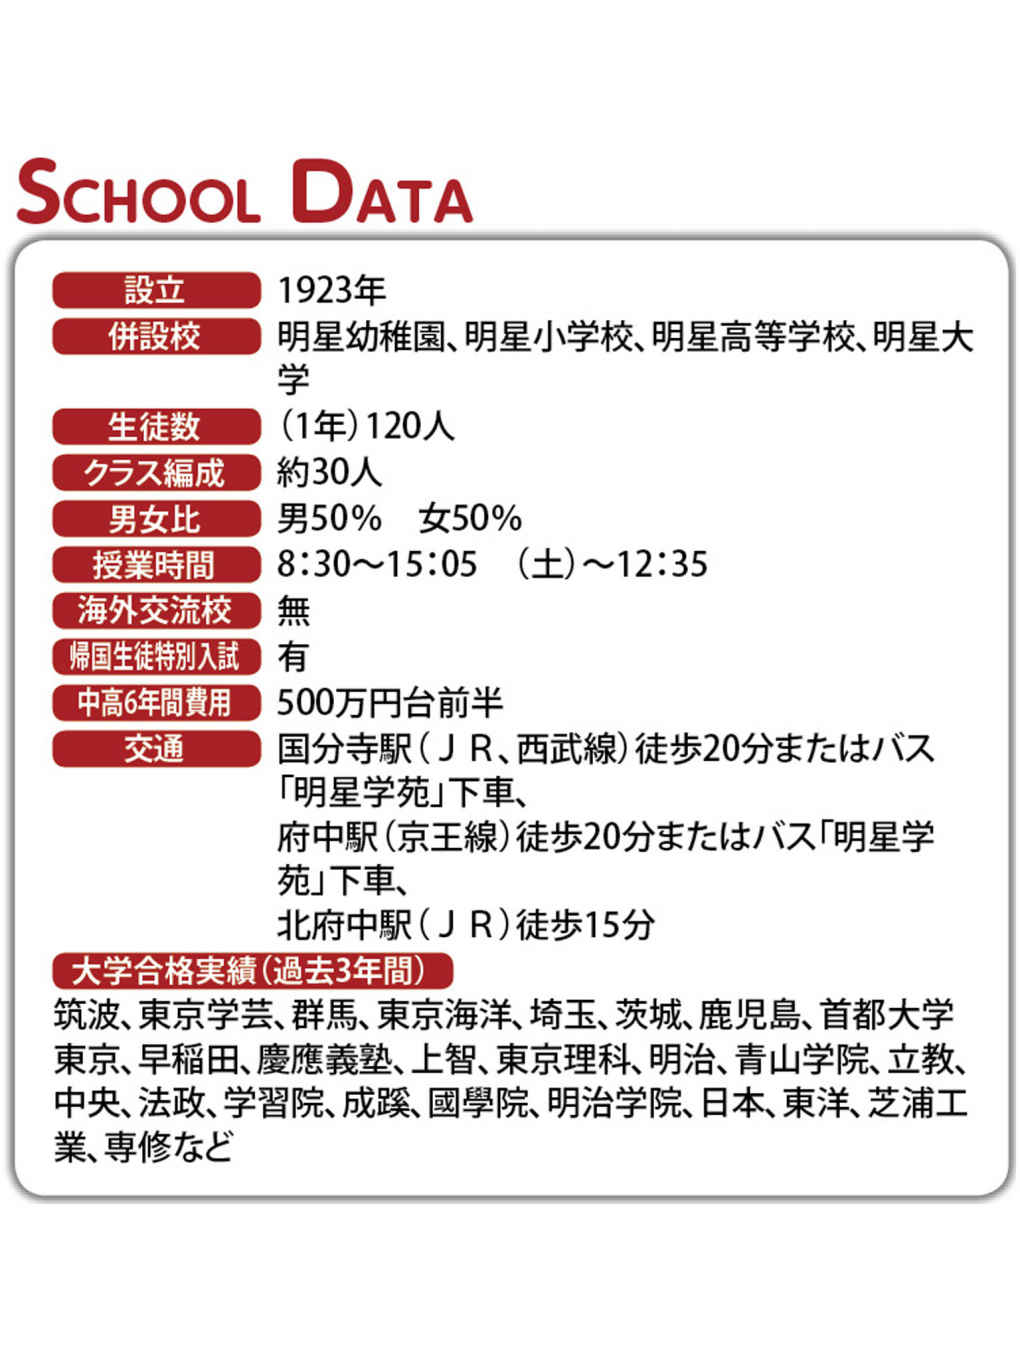 SCHOOL DATA
設立 1923年
併設校 明星幼稚園、明星小学校、明星高等学校、明星大
学
生徒数 （1年）120人
クラス編成 約30人
男女比 男50％　女50％
授業時間 8：30〜15：05　（土）〜12：35
海外交流校 無
帰国生徒特別入試 有
中高6年間費用 500万円台前半
交通 国分寺駅（ＪＲ、西武線）徒歩20分またはバス
「明星学苑」下車、
府中駅（京王線）徒歩20分またはバス「明星学
苑」下車、
北府中駅（ＪＲ）徒歩15分
大学合格実績（過去3年間）
筑波、東京学芸、群馬、東京海洋、埼玉、茨城、鹿児島、首都大学
東京、早稲田、慶應義塾、上智、東京理科、明治、青山学院、立教、
中央、法政、学習院、成蹊、國學院、明治学院、日本、東洋、芝浦工
業、専修など